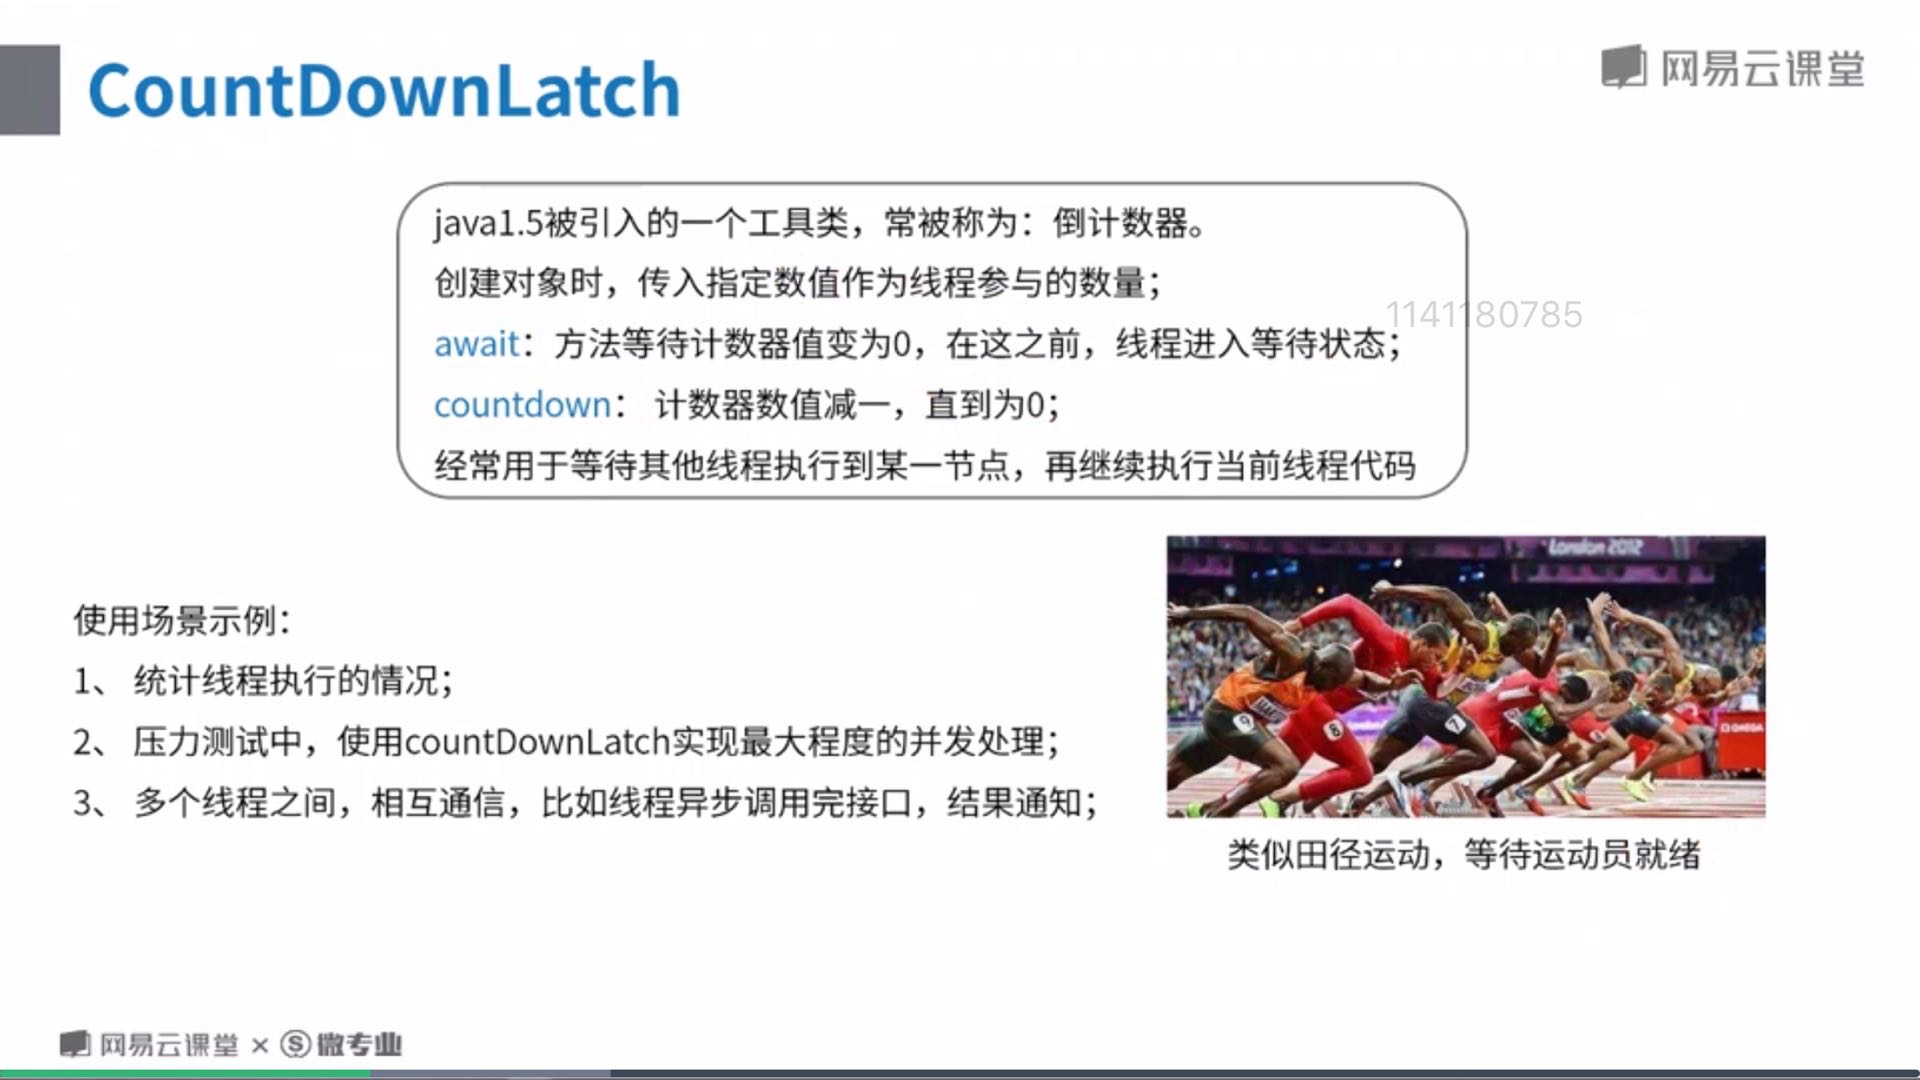 CountDownLatch
网易云课堂
java1.5被引入的一个工具类，常被称为：倒计数器。
创建对象时，传入指定数值作为线程参与的数量；
1141180785
await：方法等待计数器值变为0，在这之前，线程进入等待状态；
countdown： 计数器数值减一，直到为0；
经常用于等待其他线程执行到某一节点，再继续执行当前线程代码
London 2012
使用场景示例：
1、 统计线程执行的情况；
2、 压力测试中，使用countDownLatch实现最大程度的并发处理；
3、 多个线程之间，相互通信，比如线程异步调用完接口，结果通知；
9
8
7
OMEGA
类似田径运动，等待运动员就绪
网易云课堂 × S 微专业